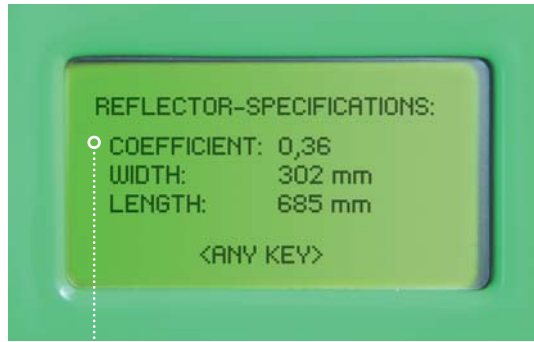 REFLECTOR-SPECIFICATIONS:
COEFFICIENT: 0,36
WIDTH: 302 mm
LENGTH: 685 mm
<ANY KEY>